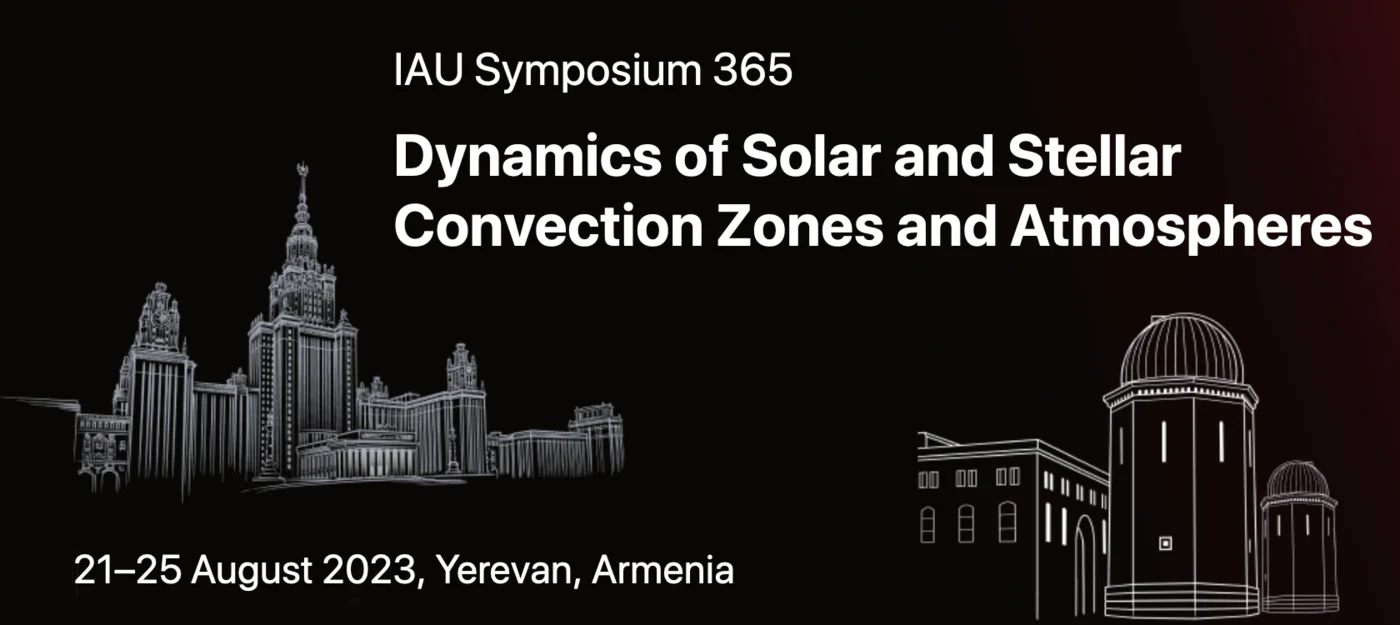 IAU Symposium 365
Dynamics of Solar and Stellar
Convection Zones and Atmospheres
21–25 August 2023, Yerevan, Armenia